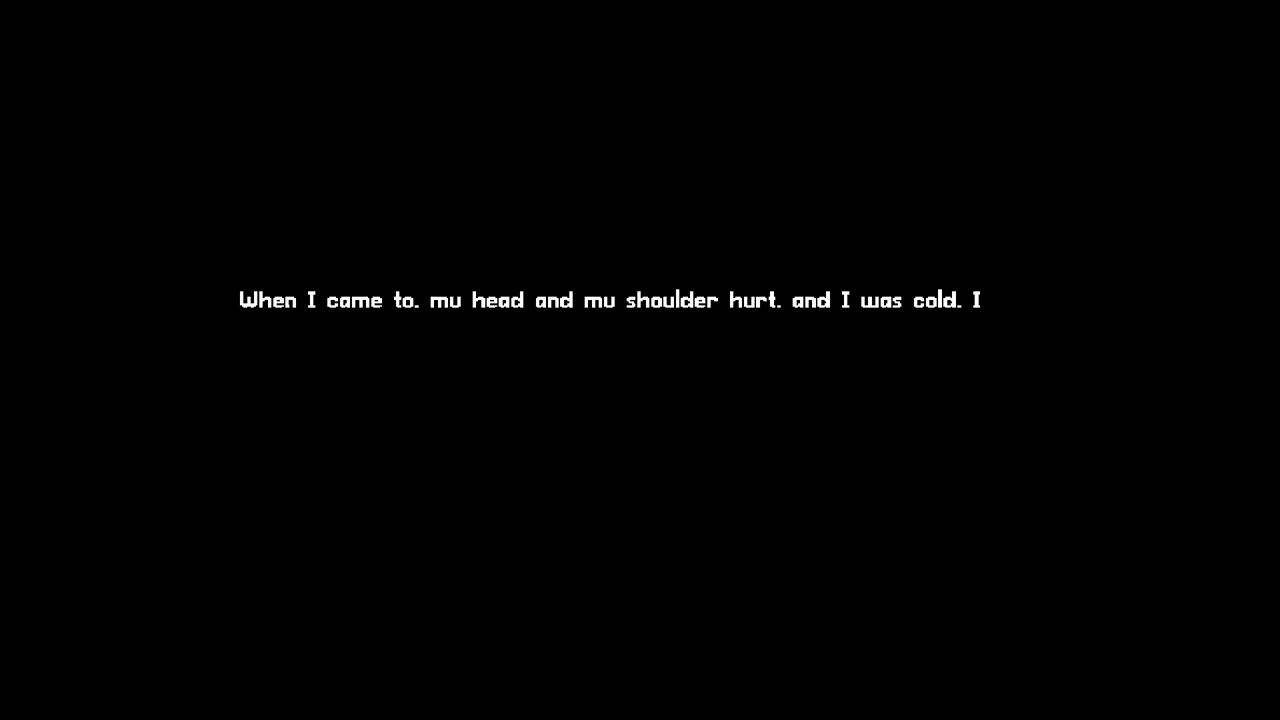 When I came to. mu head and mu shoulder hurt. and I was cold. I